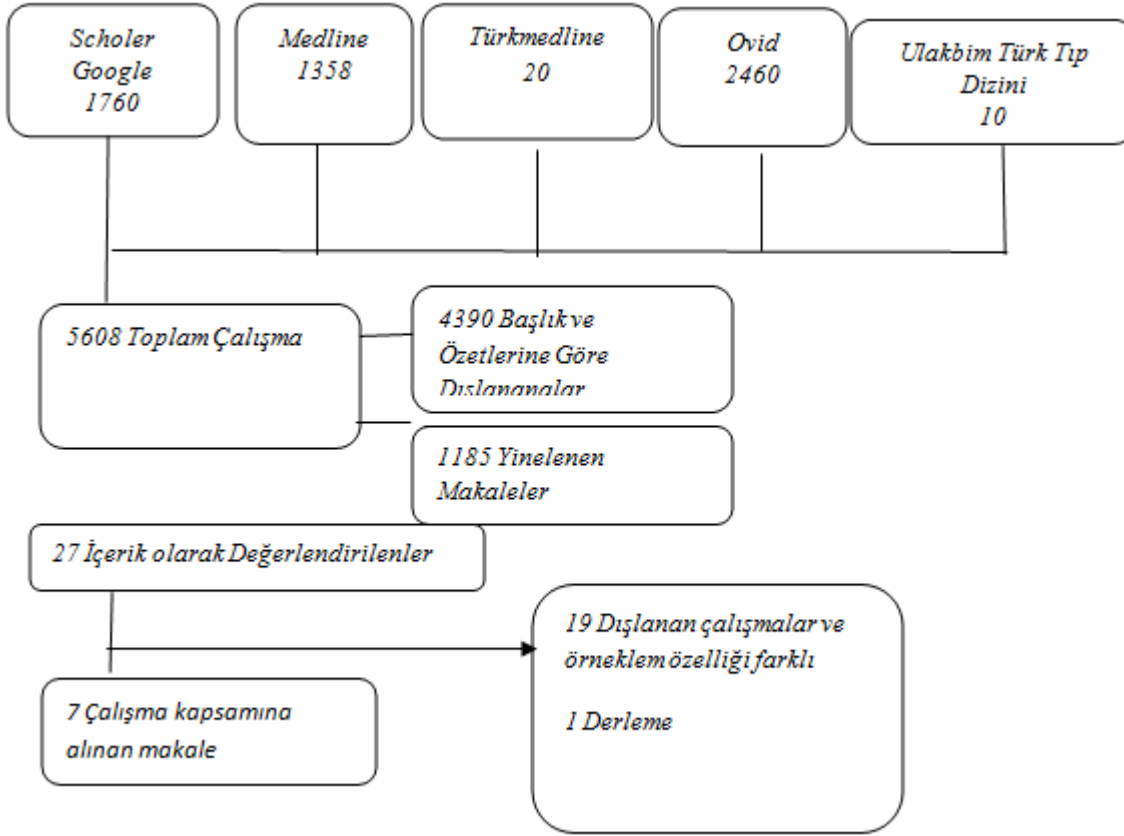 Scholer
Google
1760
Medline
1358
Türkmedline
20
Ovid
2460
Ulakbim Türk Tıp
Dizini
10
5608 Toplam Çalışma
4390 Başlık ve
Özetlerine Göre
Dışlananalar
1185 Yinelenen
Makaleler
27 İçerik olarak Değerlendirilenler
19 Dışlanan çalışmalar ve
örneklem özelliği farklı
1 Derleme
7 Çalışma kapsamına
alınan makale